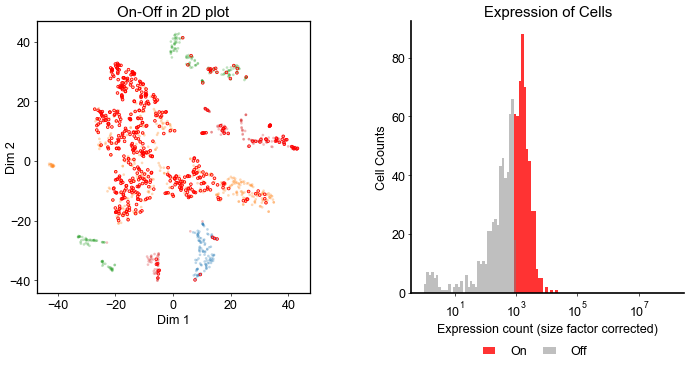 On-Off in 2D plot
Dim 2
40
20
0
−20
−40
−40 −20 0 20 40
Dim 1
Expression of Cells
Cell Counts
80
60
40
20
0
10^1 10^3 10^5 10^7
Expression count (size factor corrected)
On Off